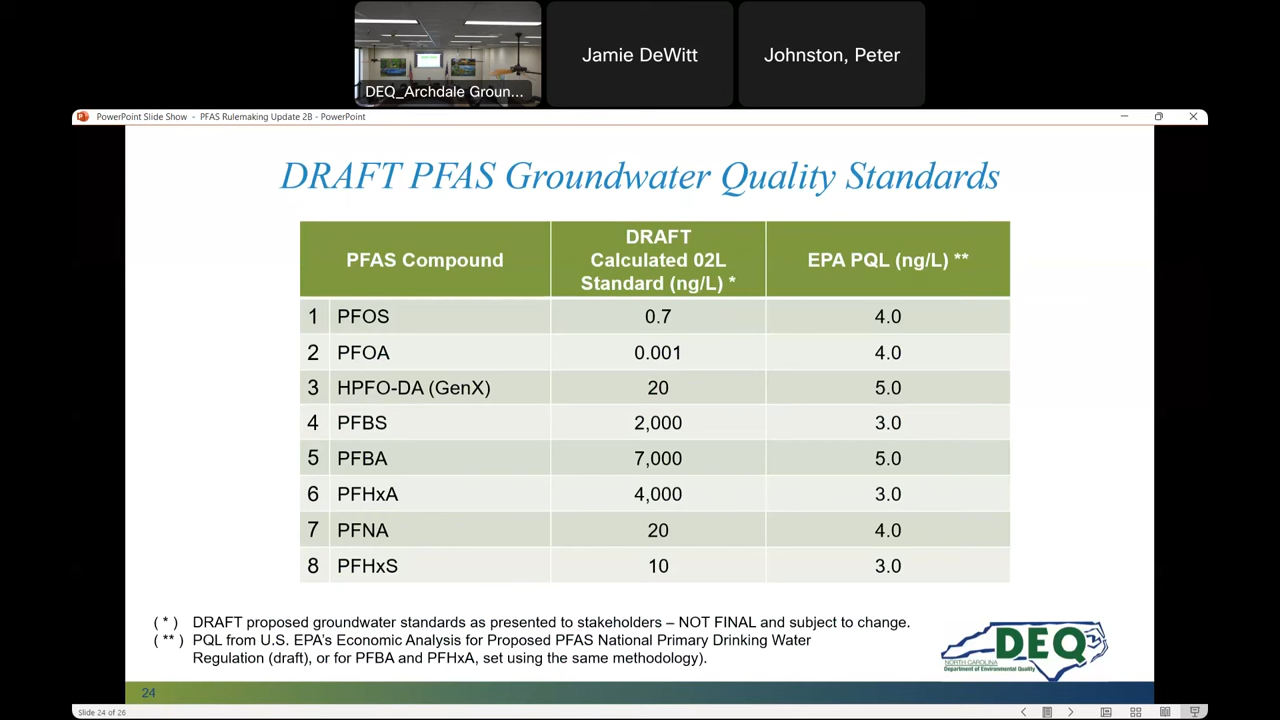 DEQ_Archdale Groun...
Jamie DeWitt
Johnston, Peter
PowerPoint Slide Show - PFAS Rulemaking Update 2B - PowerPoint
DRAFT PFAS Groundwater Quality Standards
PFAS Compound
DRAFT
Calculated 02L
Standard (ng/L) *
EPA PQL (ng/L) **
1 PFOS 0.7 4.0
2 PFOA 0.001 4.0
3 HPFO-DA (GenX) 20 5.0
4 PFBS 2,000 3.0
5 PFBA 7,000 5.0
6 PFHxA 4,000 3.0
7 PFNA 20 4.0
8 PFHxS 10 3.0
( * ) DRAFT proposed groundwater standards as presented to stakeholders – NOT FINAL and subject to change.
( ** ) PQL from U.S. EPA's Economic Analysis for Proposed PFAS National Primary Drinking Water
Regulation (draft), or for PFBA and PFHxA, set using the same methodology).
DEQ
NORTH CAROLINA
Department of Environmental Quality
24
Slide 24 of 26